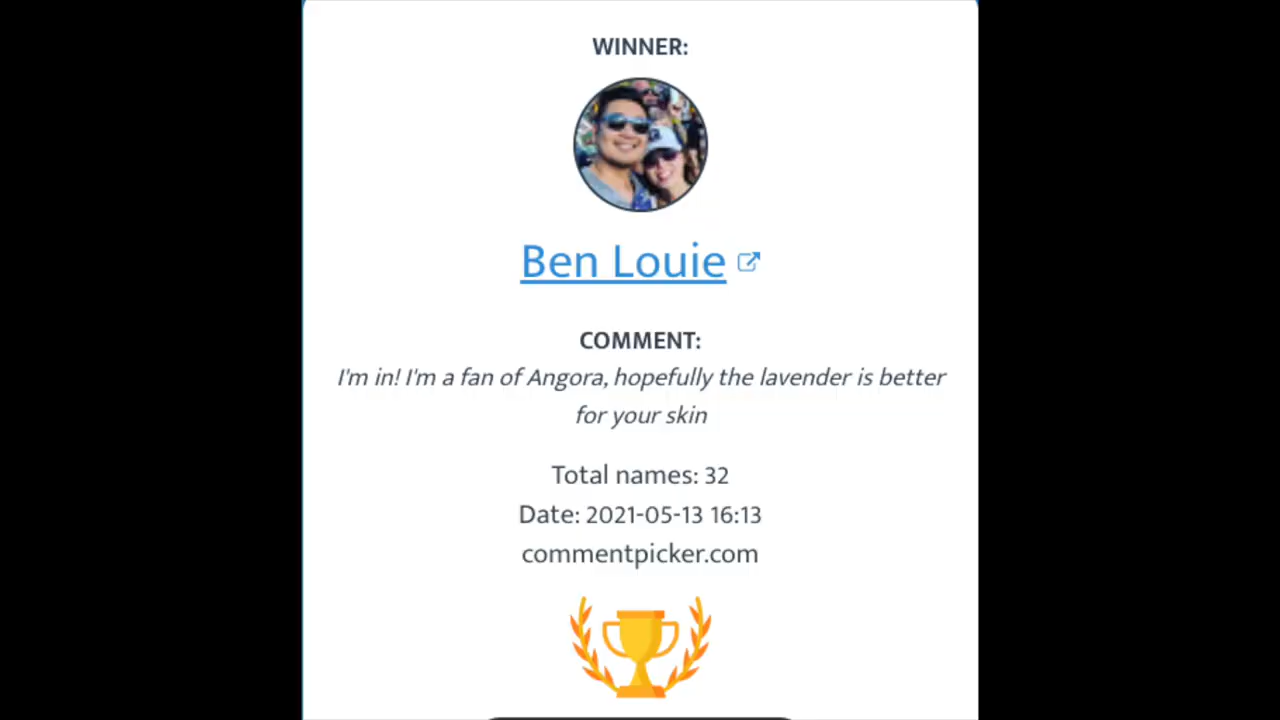 WINNER:
Ben Louie
COMMENT:
I'm in! I'm a fan of Angora, hopefully the lavender is better
for your skin
Total names: 32
Date: 2021-05-13 16:13
commentpicker.com